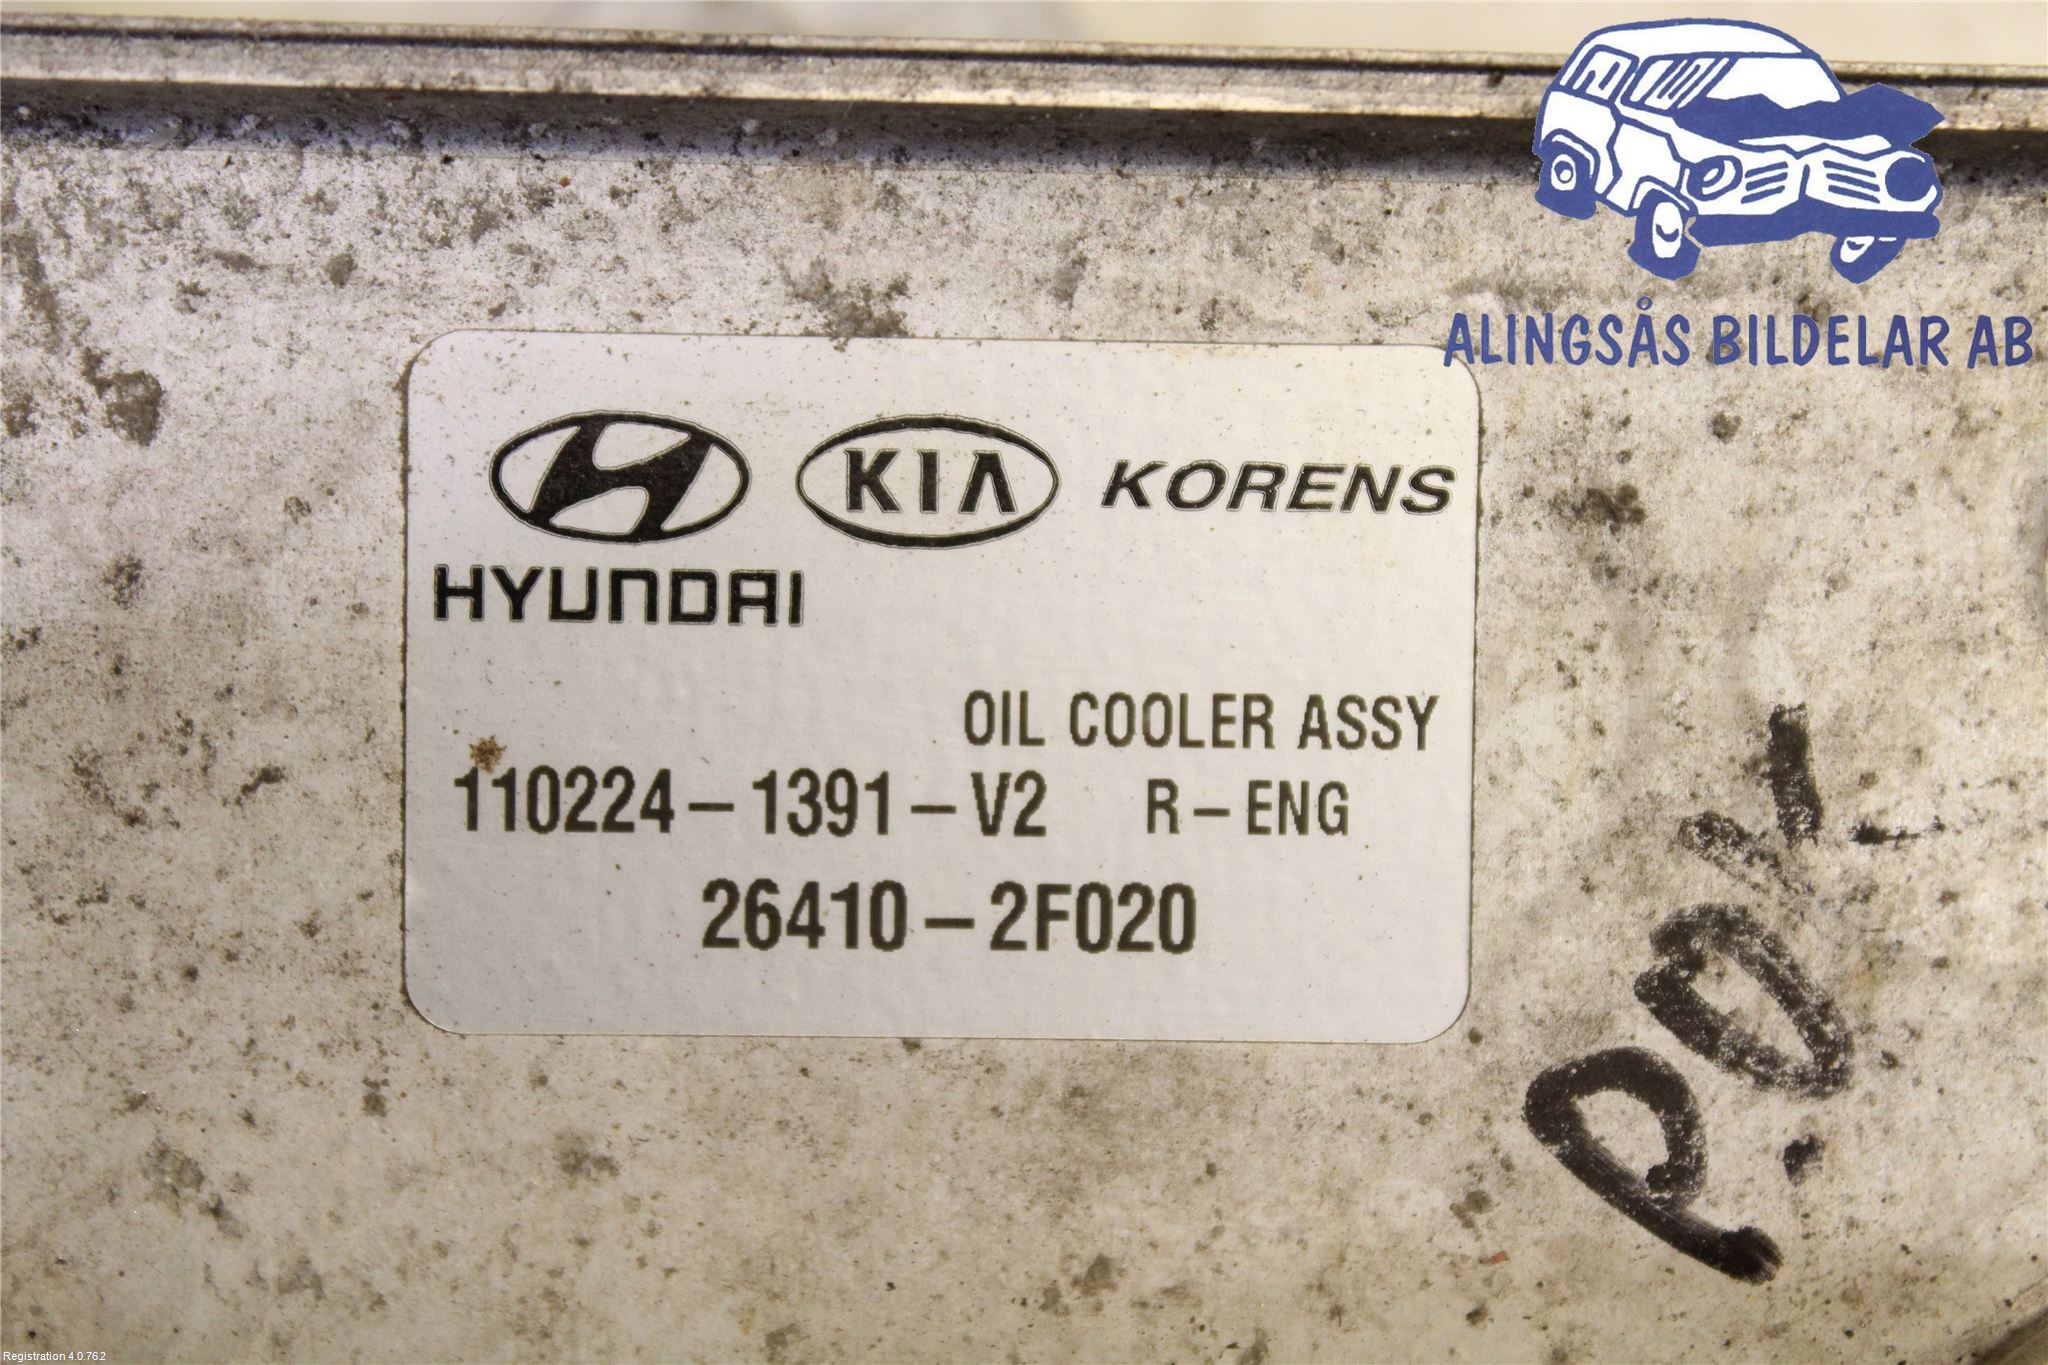 ALINGSÅS BILDELAR AB
KIA KORENS
HYUNDAI
OIL COOLER ASSY
110224-1391-V2 R-ENG
26410-2F020
Registration 4.0.762